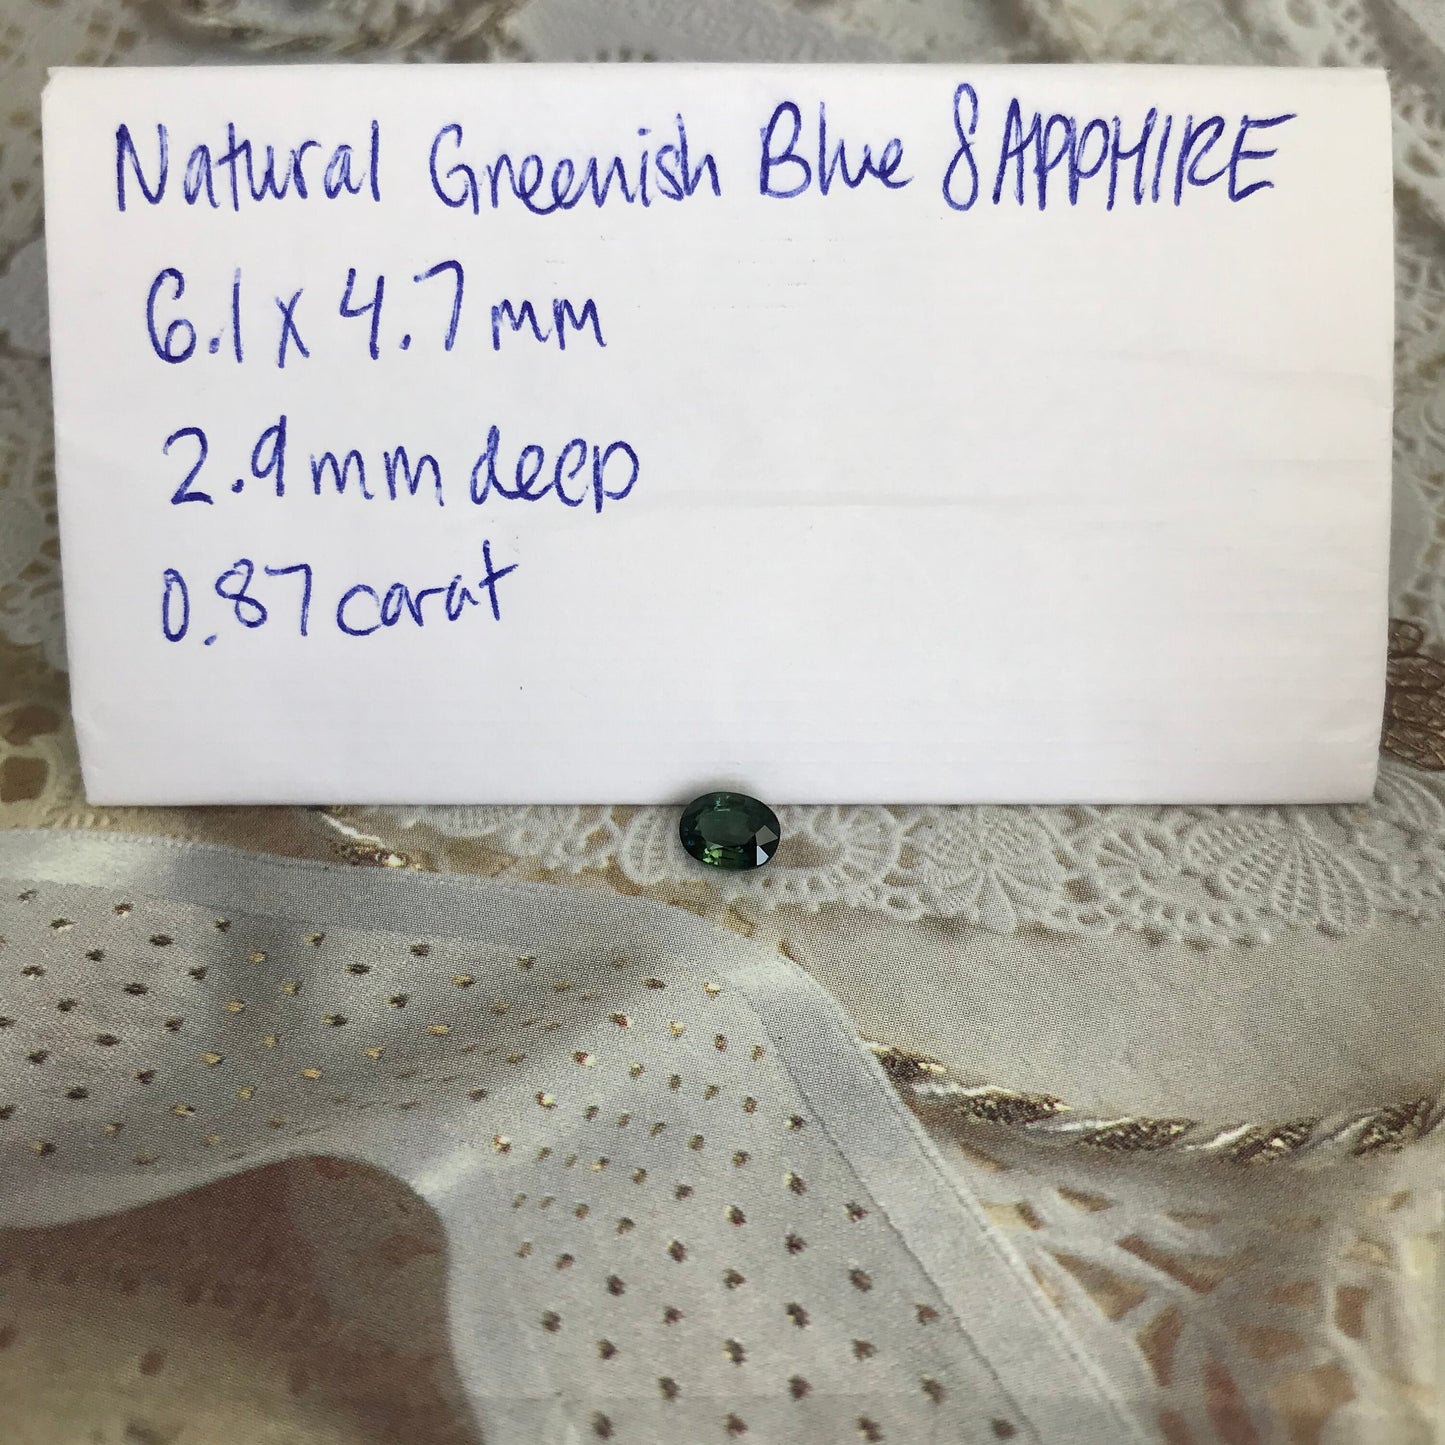 Natural Greenish Blue SAPPHIRE
6.1 x 4.7 mm
2.9 mm deep
0.87 carat